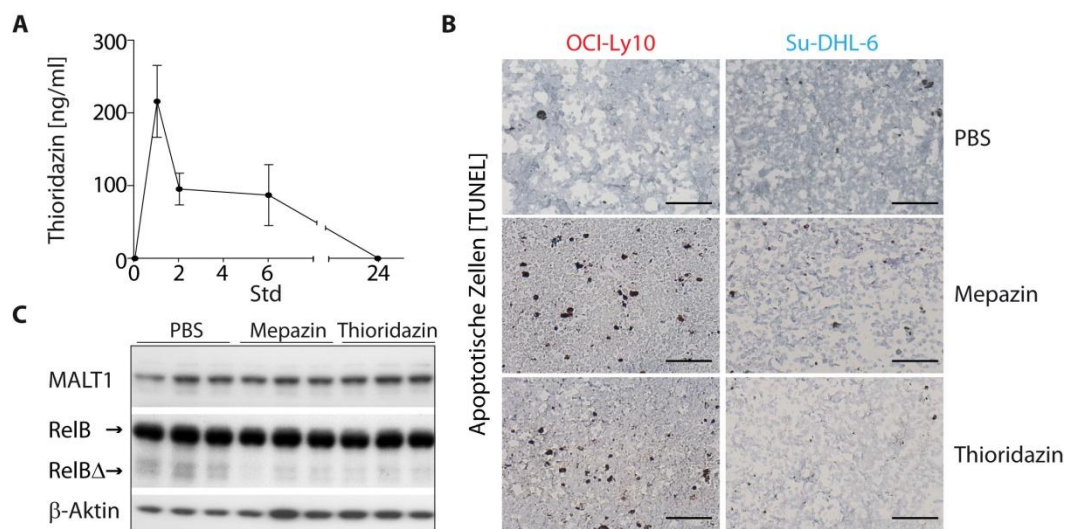 A
300
200
100
0
Thioridazin [ng/ml]
0 2 4 6 24
Std
B
OCI-Ly10 Su-DHL-6
Apoptotische Zellen [TUNEL]
PBS
Mepazin
Thioridazin
C
PBS Mepazin Thioridazin
MALT1
RelB →
RelBΔ→
β-Aktin